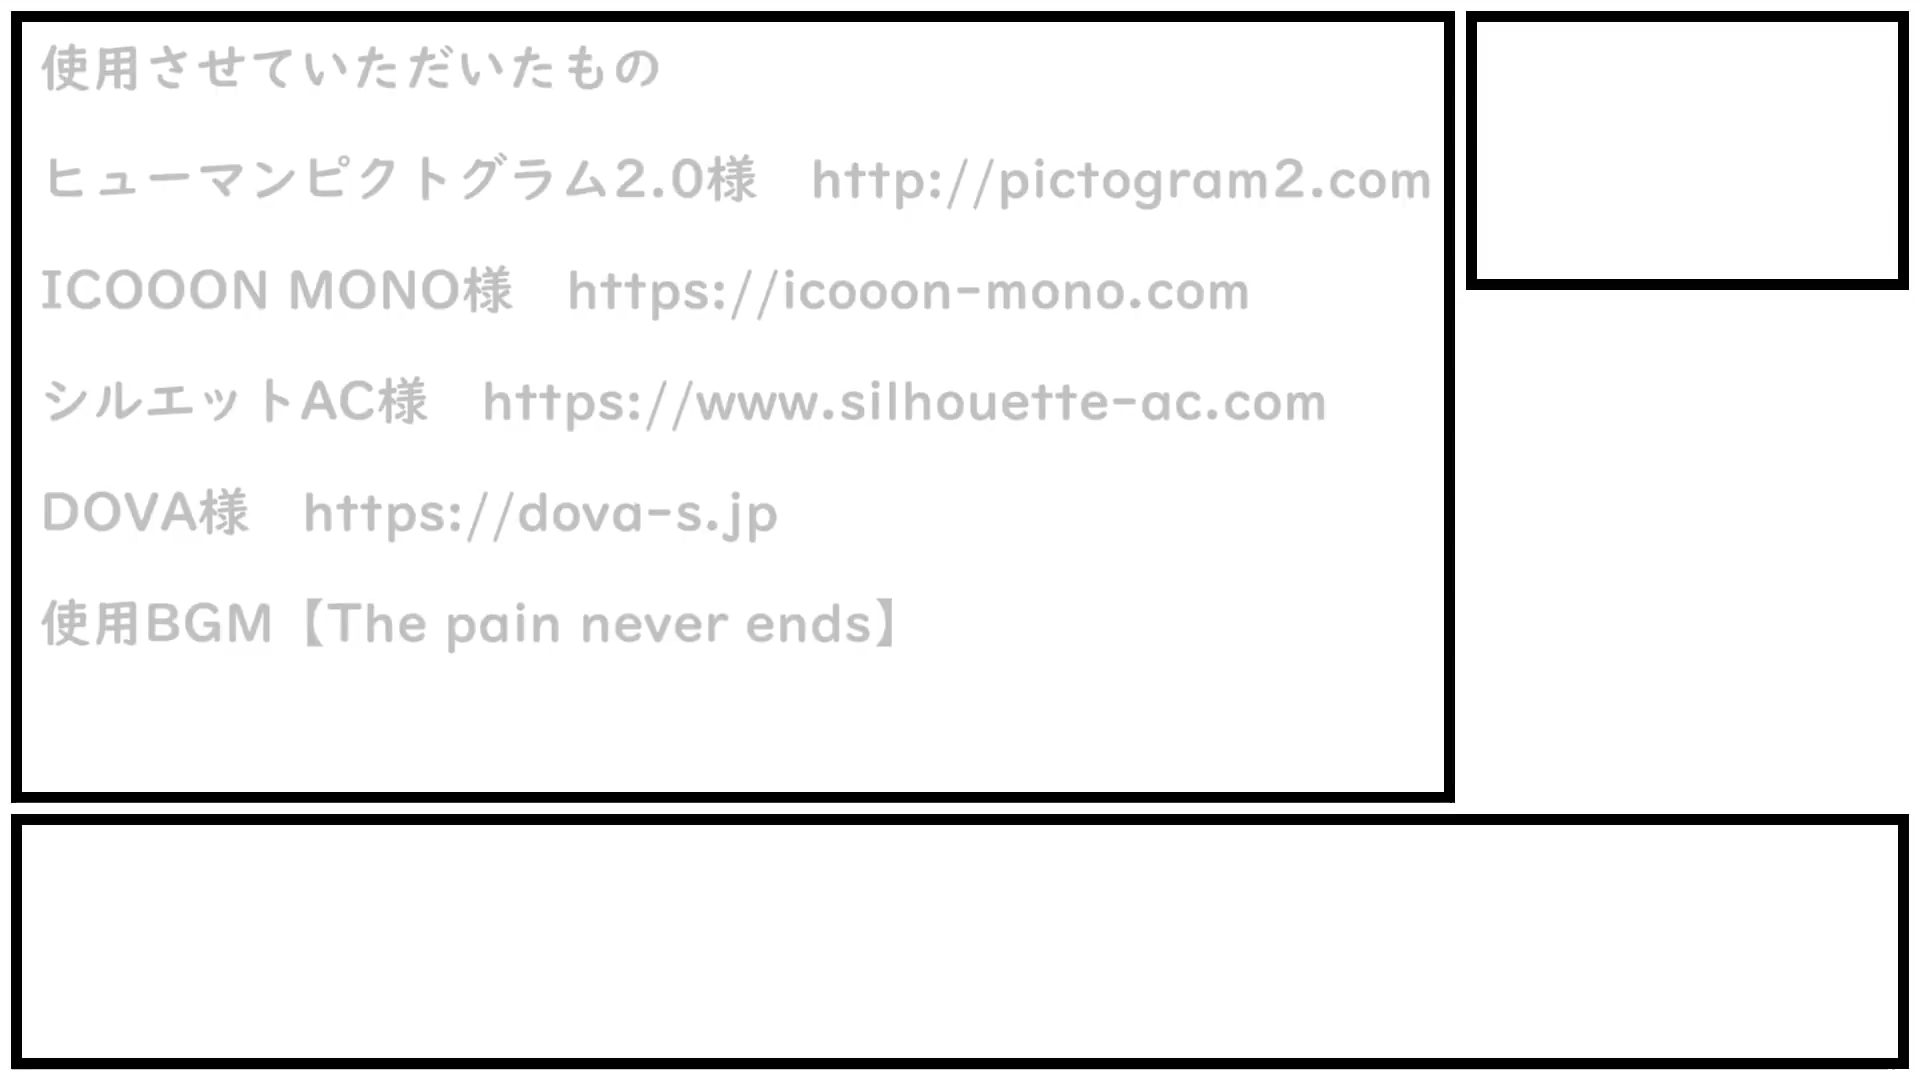 使用させていただいたもの
ヒューマンピクトグラム2.0様　http://pictogram2.com
ICOOON MONO様　https://icooon-mono.com
シルエットAC様　https://www.silhouette-ac.com
DOVA様　https://dova-s.jp
使用BGM【The pain never ends】